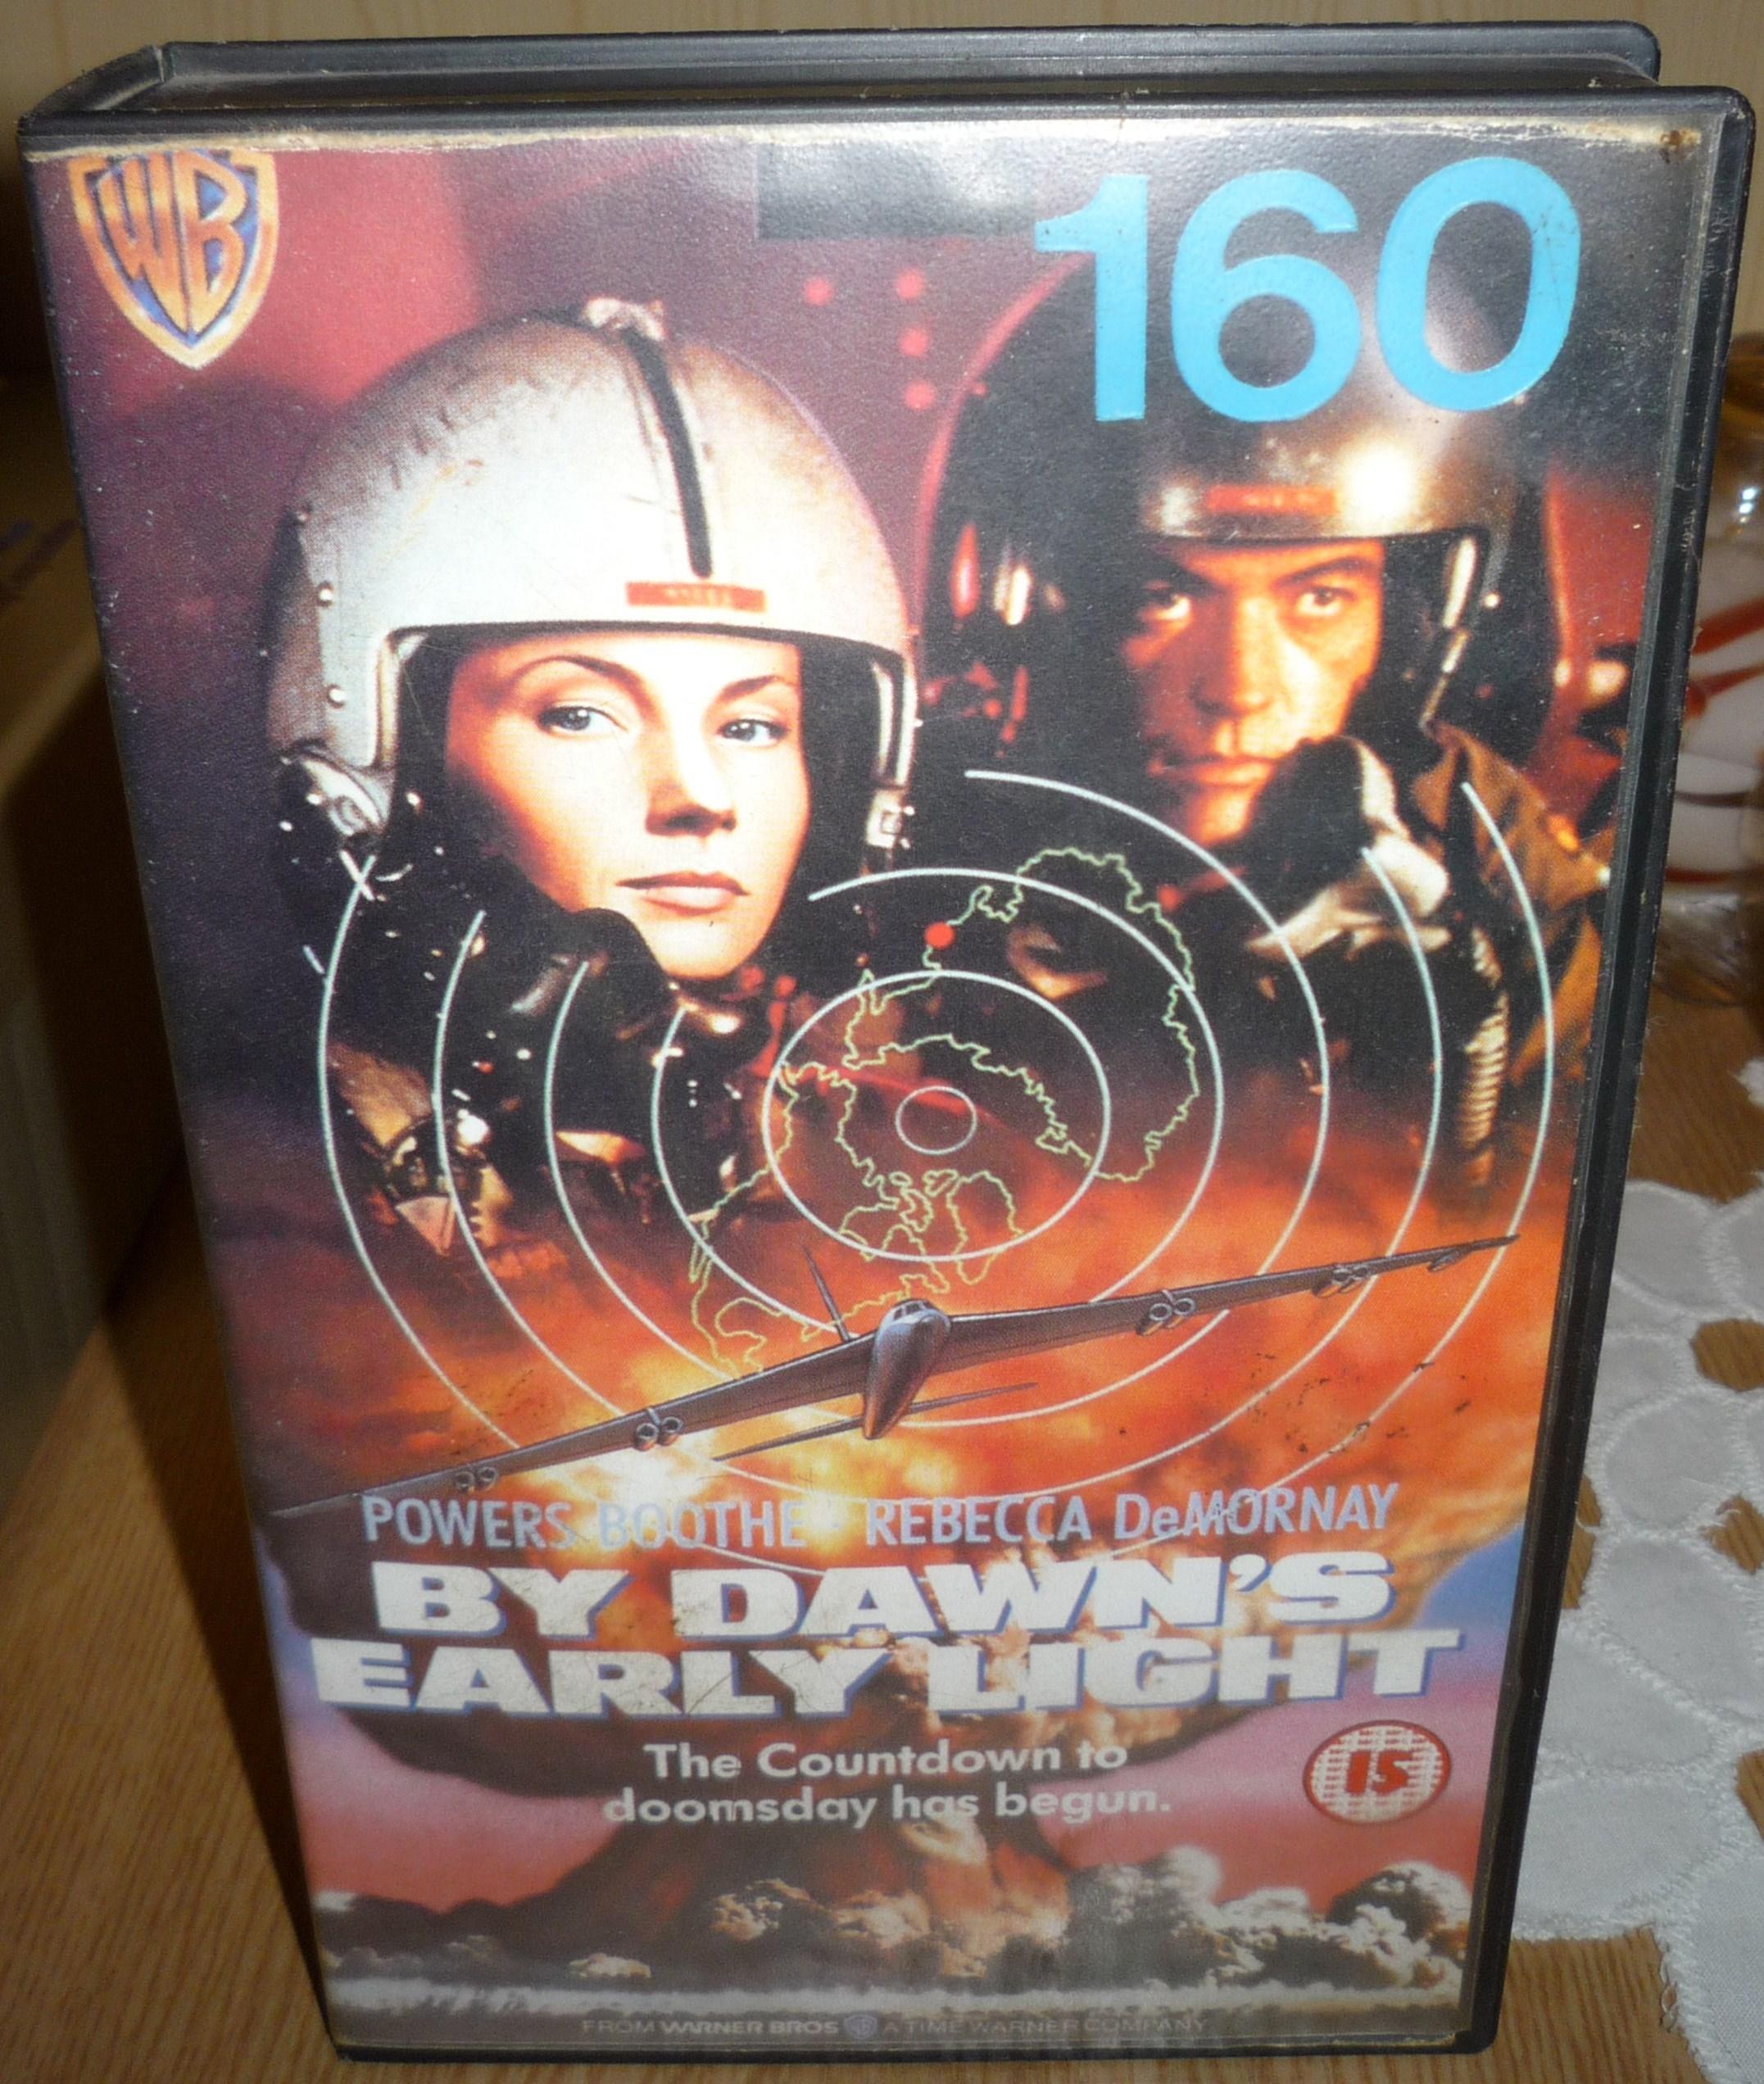 WB
160
POWERS BOOTHE · REBECCA DeMORNAY
BY DAWN'S
EARLY LIGHT
The Countdown to
doomsday has begun.
15
FROM WARNER BROS A TIME WARNER COMPANY